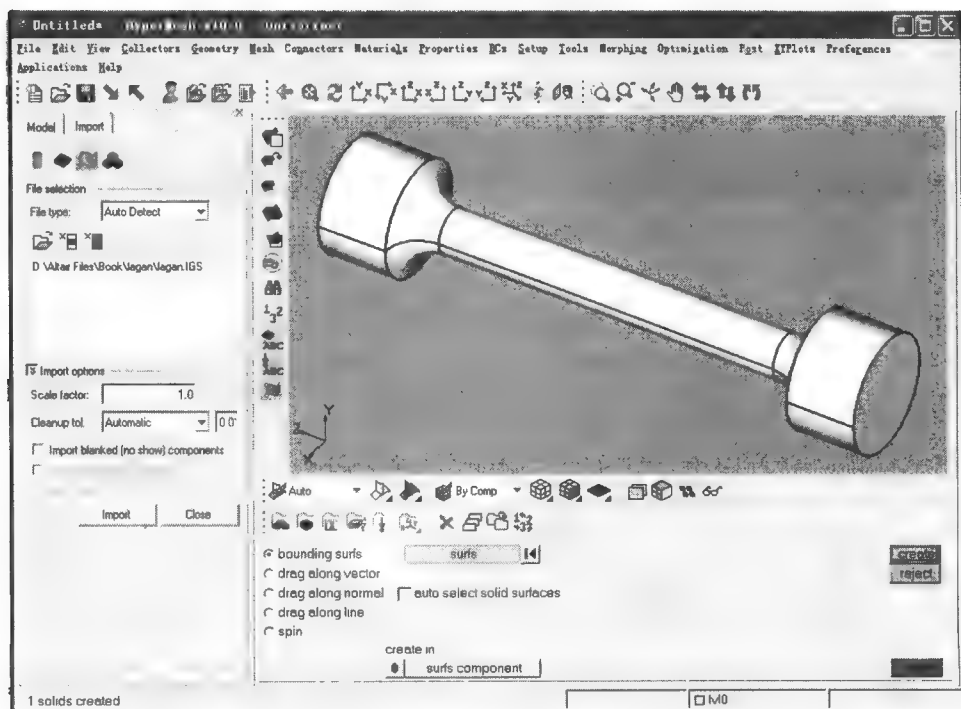 Untitled*
File Edit View Collectors Geometry Mesh Connectors Materials Properties BCs Setup Tools Morphing Optimization Post XYPlots Preferences
Applications Help
Model Import
File selection
File type: Auto Detect
D:\Altair Files\Book\lagan\lagan.IGS
Import options
Scale factor: 1.0
Cleanup tol. Automatic
Import blanked (no show) components
Import Close
Y
Auto By Comp
bounding surfs surfs create
drag along vector reject
drag along normal auto select solid surfaces
drag along line
spin
create in
surfs component
1 solids created lvl0